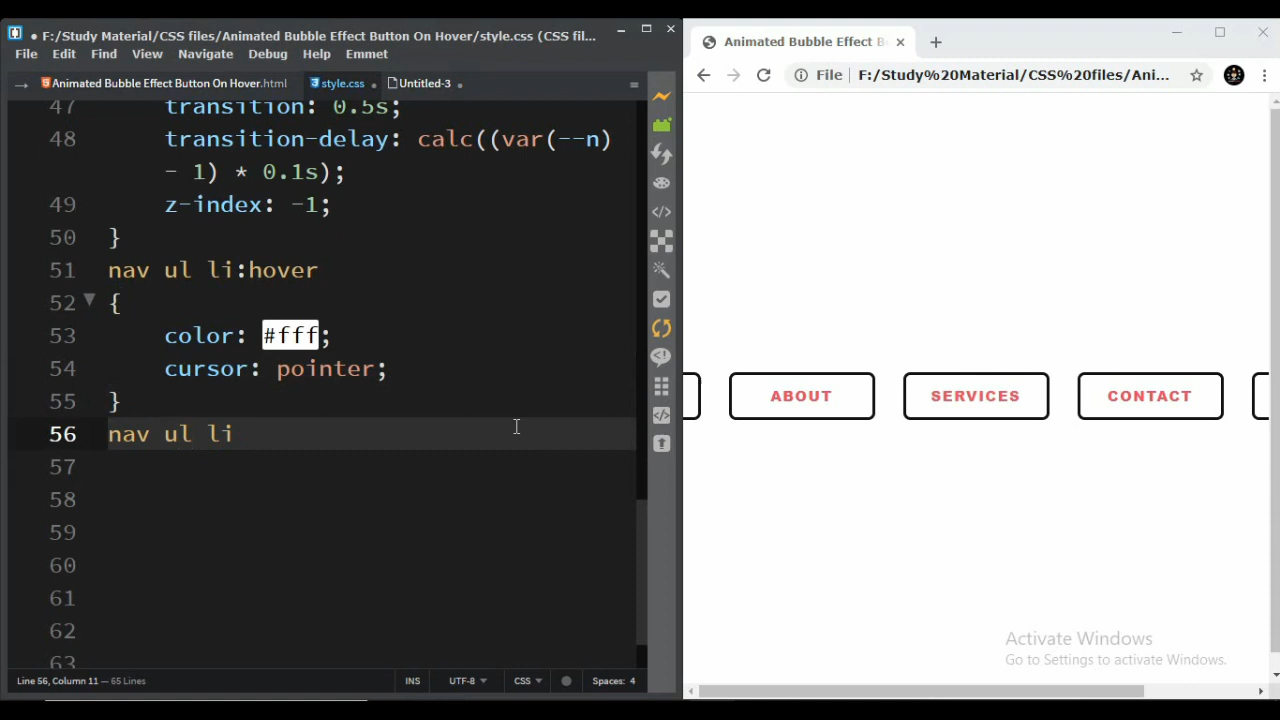 F:/Study Material/CSS files/Animated Bubble Effect Button On Hover/style.css (CSS fil...
File Edit Find View Navigate Debug Help Emmet
Animated Bubble Effect Button On Hover.html style.css Untitled-3
47 transition: 0.5s;
48 transition-delay: calc((var(--n)
- 1) * 0.1s);
49 z-index: -1;
50 }
51 nav ul li:hover
52 {
53 color: #fff;
54 cursor: pointer;
55 }
56 nav ul li
57
58
59
60
61
62
63
Line 56, Column 11 — 65 Lines INS UTF-8 CSS Spaces: 4
Animated Bubble Effect B
File F:/Study%20Material/CSS%20files/Ani...
ABOUT SERVICES CONTACT
Activate Windows
Go to Settings to activate Windows.